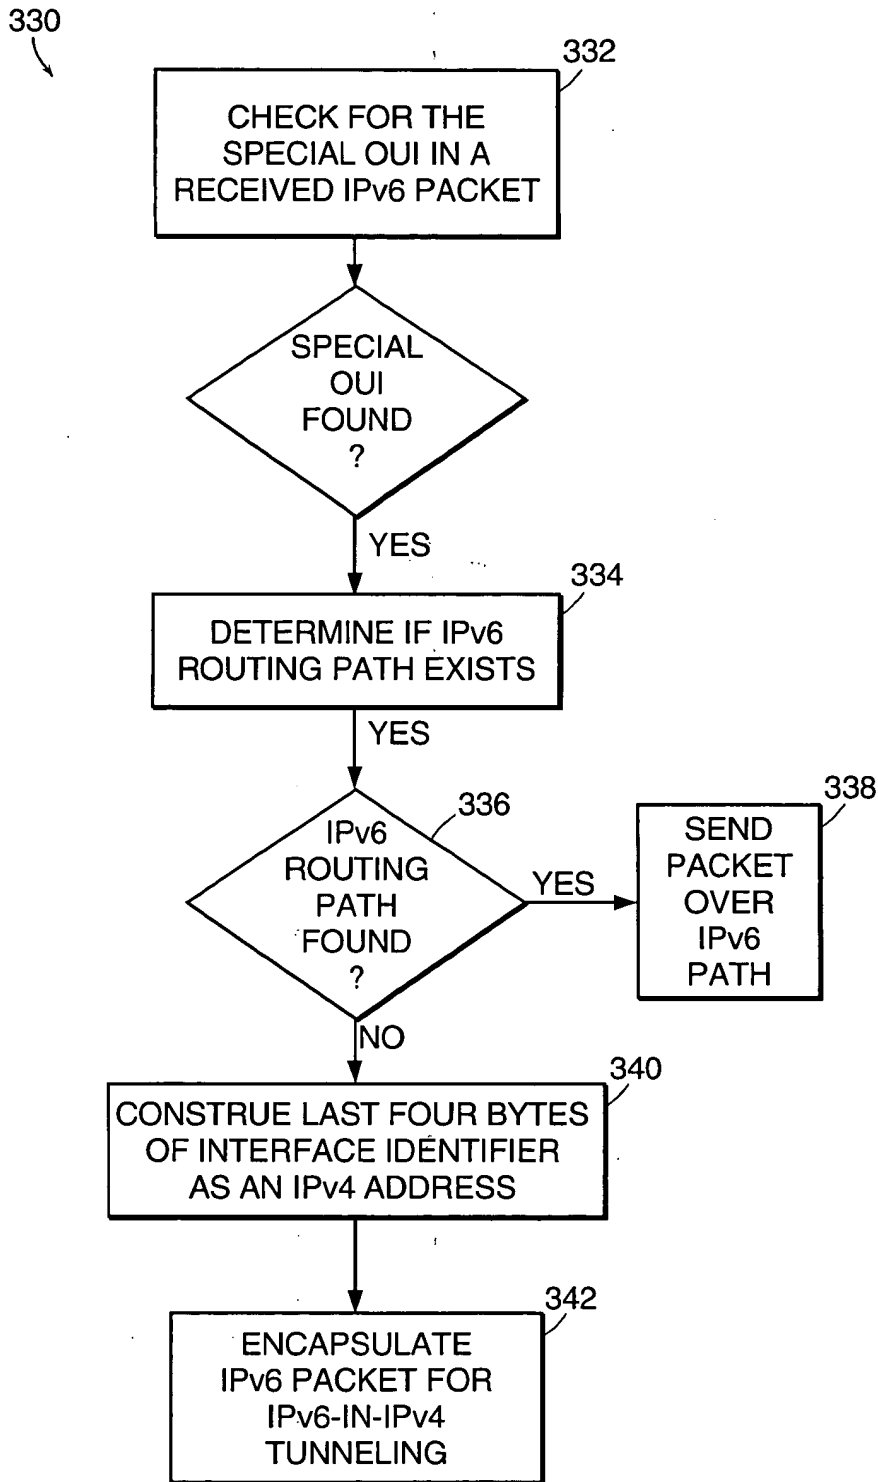 330
332
CHECK FOR THE
SPECIAL OUI IN A
RECEIVED IPv6 PACKET
SPECIAL
OUI
FOUND
?
YES
334
DETERMINE IF IPv6
ROUTING PATH EXISTS
YES
336
IPv6
ROUTING
PATH
FOUND
?
YES
338
SEND
PACKET
OVER
IPv6
PATH
NO
340
CONSTRUE LAST FOUR BYTES
OF INTERFACE IDENTIFIER
AS AN IPv4 ADDRESS
342
ENCAPSULATE
IPv6 PACKET FOR
IPv6-IN-IPv4
TUNNELING